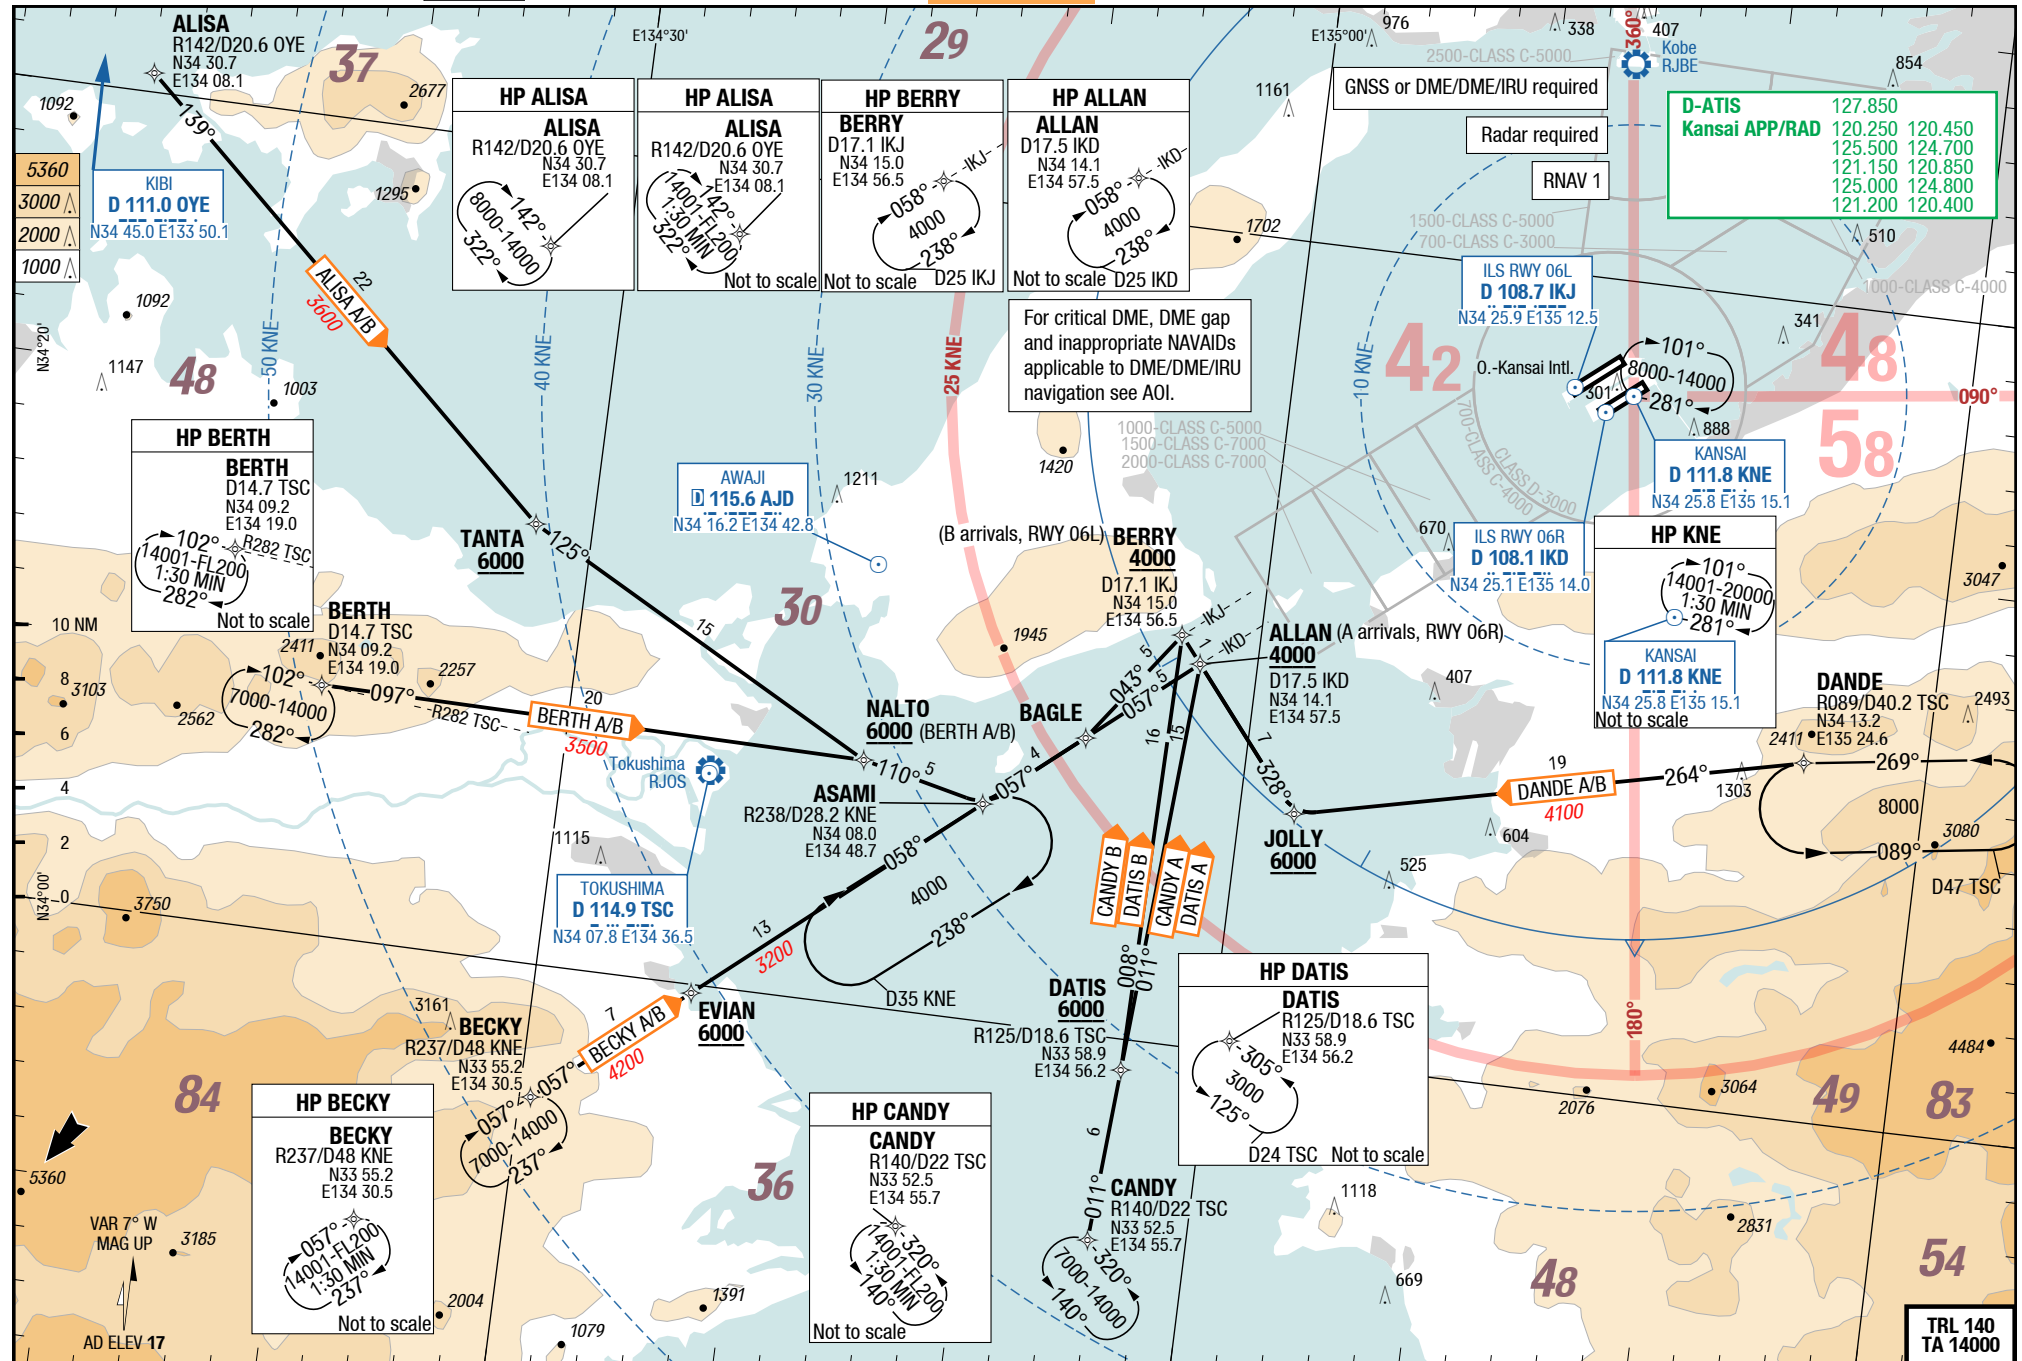 ALISA
R142/D20.6 OYE
N34 30.7
E134 08.1
37
29
E134°30'
E135°00'
976
338
360°
407
Kobe
RJBE
2500-CLASS C-5000
854
1092
2677
139°
1295
1161
1702
5360
3000
2000
1000
KIBI
D 111.0 OYE
N34 45.0 E133 50.1
HP ALISA
ALISA
R142/D20.6 OYE
N34 30.7
E134 08.1
142°
8000-14000
322°
HP ALISA
ALISA
R142/D20.6 OYE
N34 30.7
E134 08.1
142°
14001-FL200
1:30 MIN
322°
Not to scale
HP BERRY
BERRY
D17.1 IKJ
N34 15.0
E134 56.5
IKJ
058°
4000
238°
Not to scale
D25 IKJ
HP ALLAN
ALLAN
D17.5 IKD
N34 14.1
E134 57.5
IKD
058°
4000
238°
Not to scale
D25 IKD
GNSS or DME/DME/IRU required
Radar required
RNAV 1
D-ATIS 127.850
Kansai APP/RAD 120.250 120.450
125.500 124.700
121.150 120.850
125.000 124.800
121.200 120.400
1500-CLASS C-5000
700-CLASS C-3000
510
1000-CLASS C-4000
ILS RWY 06L
D 108.7 IKJ
N34 25.9 E135 12.5
For critical DME, DME gap
and inappropriate NAVAIDs
applicable to DME/DME/IRU
navigation see AOI.
22
ALISA A/B
3600
1092
N34°20'
1147
48
50 KNE
1003
40 KNE
30 KNE
25 KNE
10 KNE
42
O.-Kansai Intl.
301
101°
8000-14000
281°
341
48
090°
58
888
KANSAI
D 111.8 KNE
N34 25.8 E135 15.1
1420
1000-CLASS C-5000
1500-CLASS C-7000
2000-CLASS C-7000
700-CLASS C-4000
CLASS D-3000
670
ILS RWY 06R
D 108.1 IKD
N34 25.1 E135 14.0
HP BERTH
BERTH
D14.7 TSC
N34 09.2
E134 19.0
102°
R282 TSC
14001-FL200
1:30 MIN
282°
Not to scale
AWAJI
D 115.6 AJD
N34 16.2 E134 42.8
1211
TANTA
6000
125°
15
30
1945
(B arrivals, RWY 06L) BERRY
4000
D17.1 IKJ
N34 15.0
E134 56.5
IKJ
IKD
ALLAN (A arrivals, RWY 06R)
4000
D17.5 IKD
N34 14.1
E134 57.5
407
HP KNE
101°
14001-20000
1:30 MIN
281°
KANSAI
D 111.8 KNE
N34 25.8 E135 15.1
Not to scale
3047
DANDE
R089/D40.2 TSC
N34 13.2
E135 24.6
2493
2411
10 NM
8
6
4
2
0
3103
2562
2411
BERTH
D14.7 TSC
N34 09.2
E134 19.0
2257
102°
7000-14000
282°
097°
R282 TSC
20
BERTH A/B
3500
Tokushima
RJOS
NALTO
6000 (BERTH A/B)
110°
5
BAGLE
4
057°
043°
5
057°
5
1
16
15
7
328°
JOLLY
6000
19
DANDE A/B
4100
264°
1303
269°
8000
089°
3080
D47 TSC
604
525
ASAMI
R238/D28.2 KNE
N34 08.0
E134 48.7
058°
4000
238°
D35 KNE
1115
TOKUSHIMA
D 114.9 TSC
N34 07.8 E134 36.5
13
3200
N34°00'
3750
CANDY B
DATIS B
CANDY A
DATIS A
008°
011°
3161
BECKY
R237/D48 KNE
N33 55.2
E134 30.5
7
BECKY A/B
4200
EVIAN
6000
057°
057°
7000-14000
237°
DATIS
6000
R125/D18.6 TSC
N33 58.9
E134 56.2
HP DATIS
DATIS
R125/D18.6 TSC
N33 58.9
E134 56.2
305°
3000
125°
D24 TSC
Not to scale
180°
4484
3064
2076
49
83
84
5360
HP BECKY
BECKY
R237/D48 KNE
N33 55.2
E134 30.5
057°
14001-FL200
1:30 MIN
237°
Not to scale
36
HP CANDY
CANDY
R140/D22 TSC
N33 52.5
E134 55.7
320°
14001-FL200
1:30 MIN
140°
Not to scale
6
011°
CANDY
R140/D22 TSC
N33 52.5
E134 55.7
320°
7000-14000
140°
1118
2831
48
54
669
VAR 7° W
MAG UP
3185
AD ELEV 17
2004
1079
1391
TRL 140
TA 14000